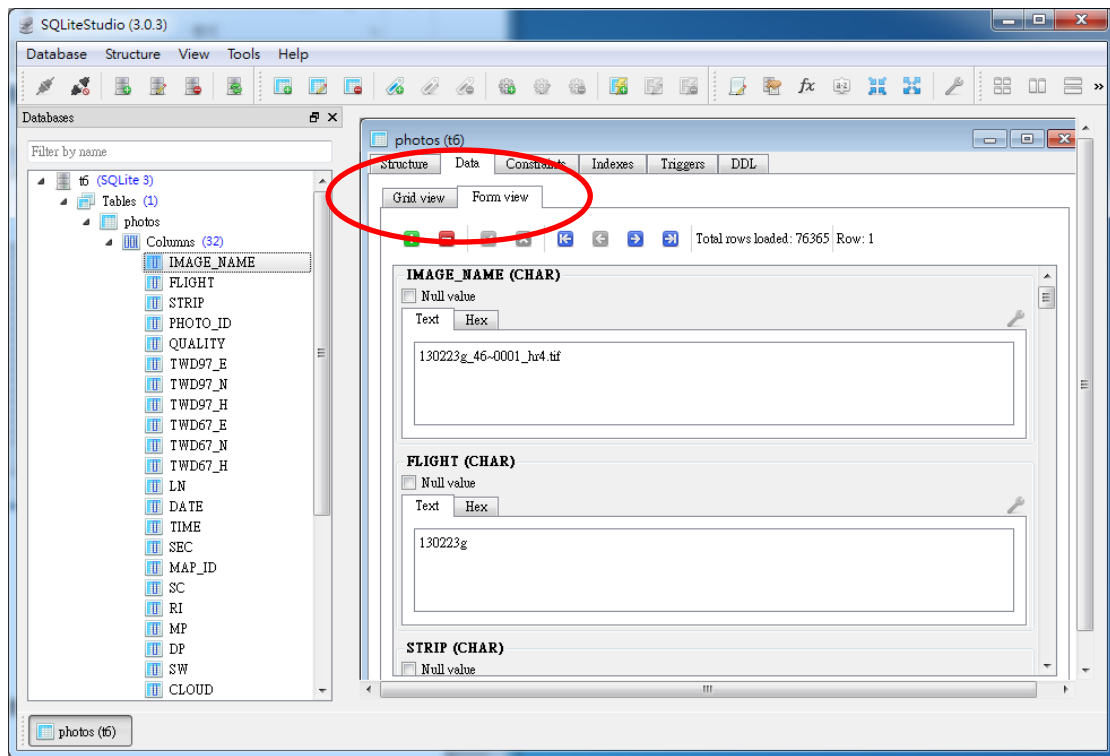 SQLiteStudio (3.0.3)
Database Structure View Tools Help
fx a-z »
Databases
Filter by name
t6 (SQLite 3)
Tables (1)
photos
Columns (32)
IMAGE_NAME
FLIGHT
STRIP
PHOTO_ID
QUALITY
TWD97_E
TWD97_N
TWD97_H
TWD67_E
TWD67_N
TWD67_H
LN
DATE
TIME
SEC
MAP_ID
SC
RI
MP
DP
SW
CLOUD
photos (t6)
Structure Data Constraints Indexes Triggers DDL
Grid view Form view
Total rows loaded: 76365 Row: 1
IMAGE_NAME (CHAR)
Null value
Text Hex
130223g_46~0001_hr4.tif
FLIGHT (CHAR)
Null value
Text Hex
130223g
STRIP (CHAR)
Null value
photos (t6)